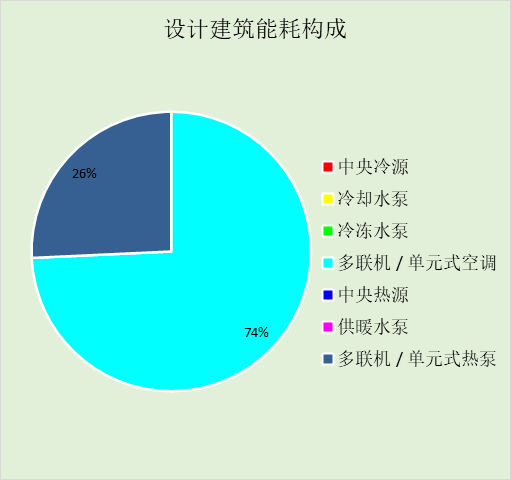 设计建筑能耗构成
26%
74%
中央冷源
冷却水泵
冷冻水泵
多联机 / 单元式空调
中央热源
供暖水泵
多联机 / 单元式热泵